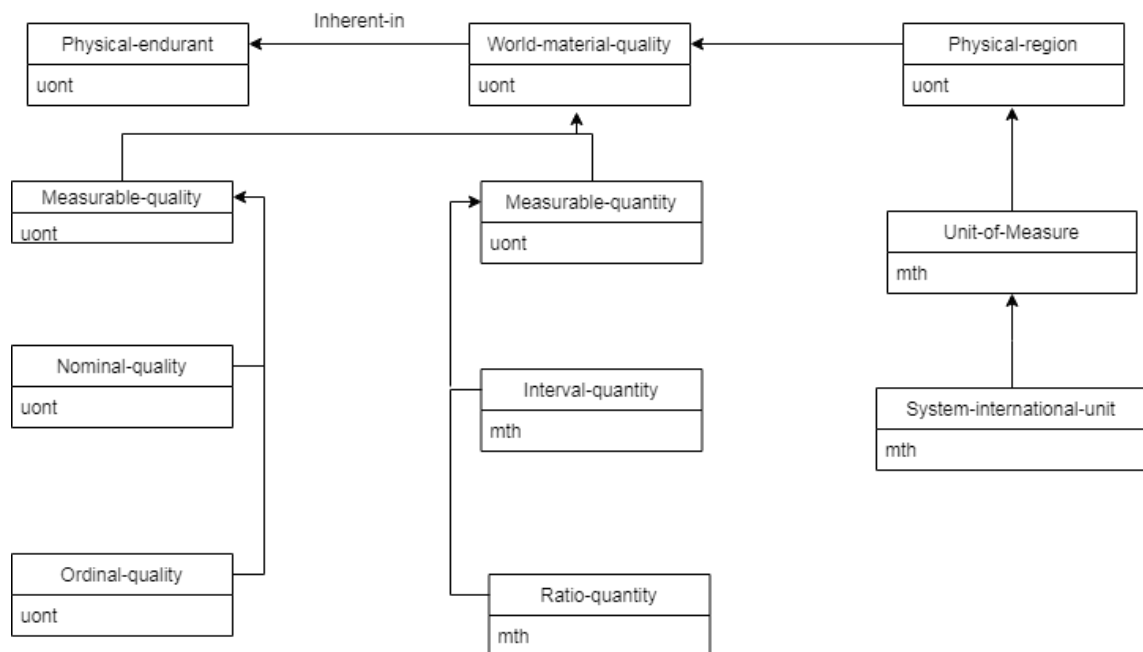 Inherent-in
Physical-endurant
uont
World-material-quality
uont
Physical-region
uont
Measurable-quality
uont
Measurable-quantity
uont
Unit-of-Measure
mth
Nominal-quality
uont
Interval-quantity
mth
System-international-unit
mth
Ordinal-quality
uont
Ratio-quantity
mth